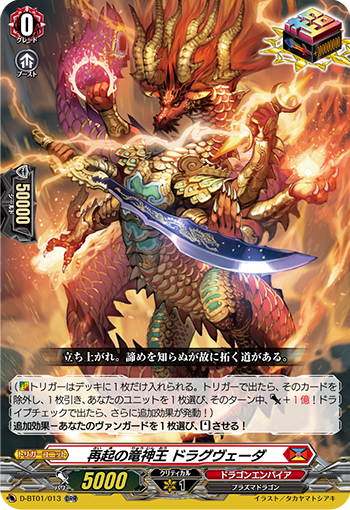 0
グレード
ブースト
シールド 50000
立ち上がれ。諦めを知らぬが故に拓く道がある。
(トリガーはデッキに1枚だけ入れられる。トリガーで出たら、そのカードを
除外し、1枚引き、あなたのユニットを1枚選び、そのターン中、+1億!ドラ
イブチェックで出たら、さらに追加効果が発動!)
追加効果-あなたのヴァンガードを1枚選び、させる!
トリガーユニット
再起の竜神王 ドラグヴェーダ
パワー 5000
クリティカル 1
ドラゴンエンパイア
プラズマドラゴン
D-BT01/013 RRR
イラスト/タカヤマトシアキ